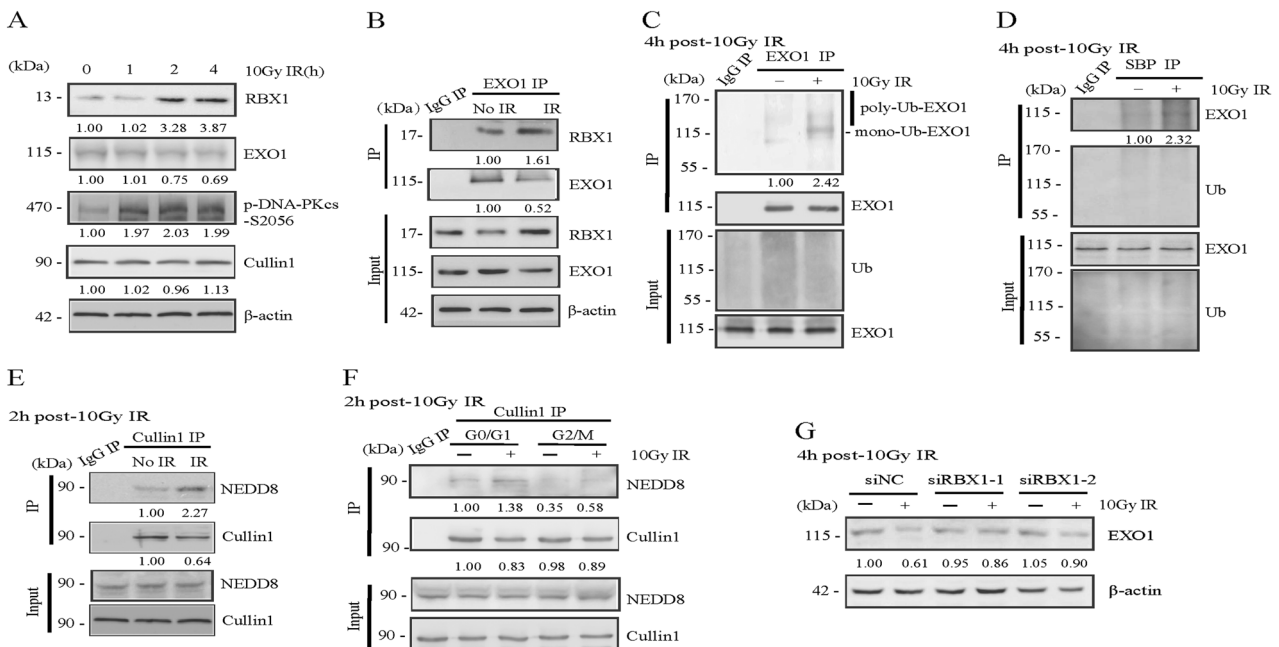 A
(kDa) 0 1 2 4 10Gy IR(h)
13 - RBX1
1.00 1.02 3.28 3.87
115 - EXO1
1.00 1.01 0.75 0.69
470 - p-DNA-PKcs
-S2056
1.00 1.97 2.03 1.99
90 - Cullin1
1.00 1.02 0.96 1.13
42 - β-actin
B
EXO1 IP
(kDa) IgG IP No IR IR
IP
17- RBX1
1.00 1.61
115- EXO1
1.00 0.52
Input
17- RBX1
115- EXO1
42- β-actin
C
4h post-10Gy IR
IgG IP EXO1 IP
(kDa) – + 10Gy IR
IP
170 - poly-Ub-EXO1
115 - -mono-Ub-EXO1
55 -
1.00 2.42
115 - EXO1
Input
170 -
115 - Ub
55 -
115 - EXO1
D
4h post-10Gy IR
IgG IP SBP IP
(kDa) – + 10Gy IR
IP
115 - EXO1
1.00 2.32
170 -
115 - Ub
55 -
Input
115 - EXO1
170 -
115 - Ub
55 -
E
2h post-10Gy IR
Cullin1 IP
(kDa) IgG IP No IR IR
IP
90 - NEDD8
1.00 2.27
90 - Cullin1
1.00 0.64
Input
90 - NEDD8
90 - Cullin1
F
2h post-10Gy IR
Cullin1 IP
IgG IP G0/G1 G2/M
(kDa) – + – + 10Gy IR
IP
90 - NEDD8
1.00 1.38 0.35 0.58
90 - Cullin1
1.00 0.83 0.98 0.89
Input
90 - NEDD8
90 - Cullin1
G
4h post-10Gy IR
siNC siRBX1-1 siRBX1-2
(kDa) – + – + – + 10Gy IR
115 - EXO1
1.00 0.61 0.95 0.86 1.05 0.90
42 - β-actin